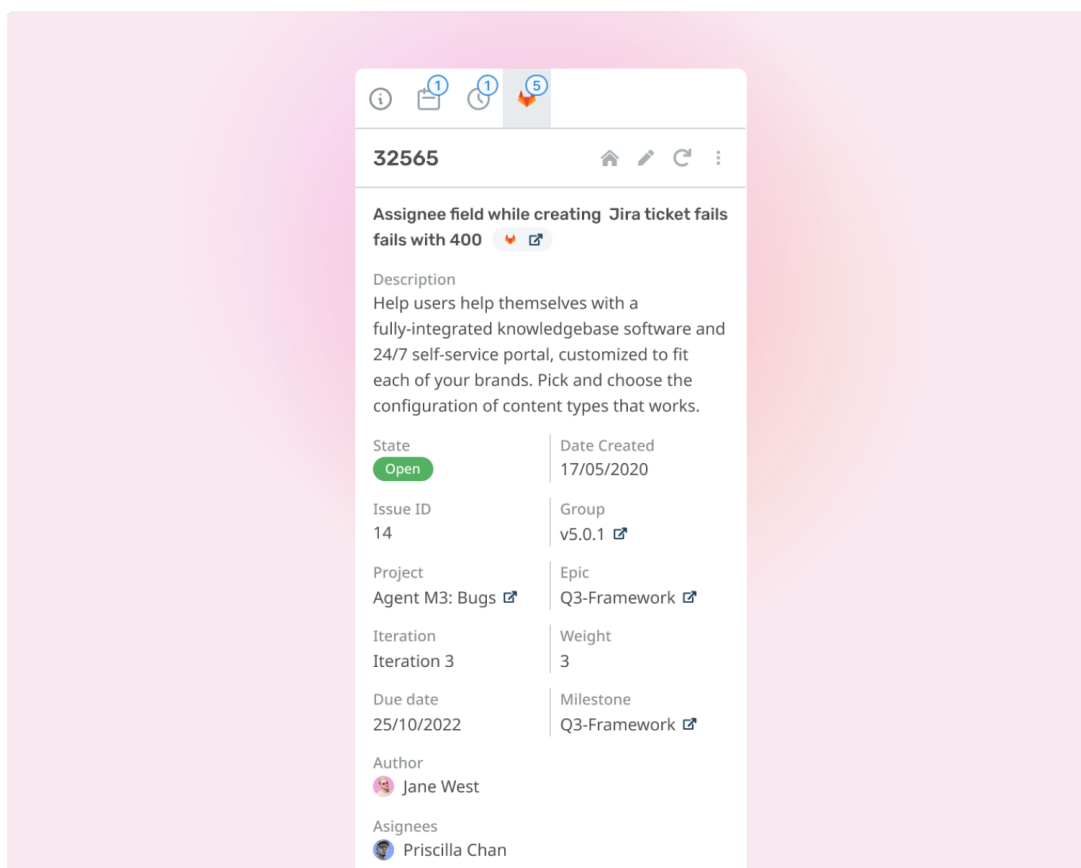 1
1
5
32565
Assignee field while creating Jira ticket fails
fails with 400
Description
Help users help themselves with a
fully-integrated knowledgebase software and
24/7 self-service portal, customized to fit
each of your brands. Pick and choose the
configuration of content types that works.
State
Open
Date Created
17/05/2020
Issue ID
14
Group
v5.0.1
Project
Agent M3: Bugs
Epic
Q3-Framework
Iteration
Iteration 3
Weight
3
Due date
25/10/2022
Milestone
Q3-Framework
Author
Jane West
Asignees
Priscilla Chan